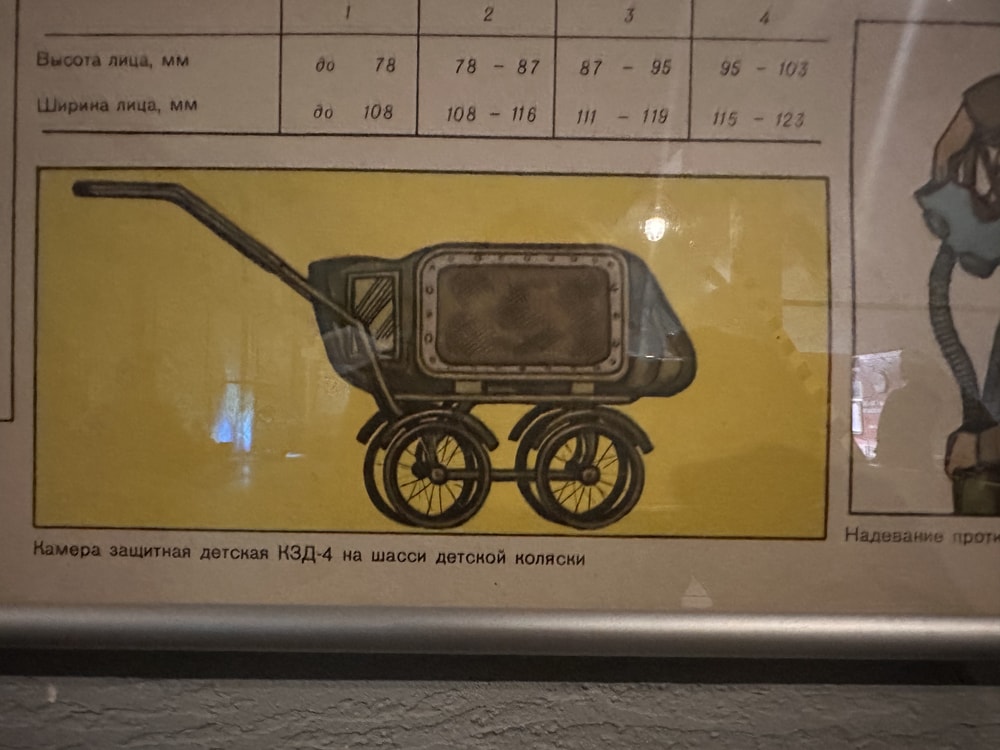 1 2 3 4
Высота лица, мм до 78 78 - 87 87 - 95 95 - 103
Ширина лица, мм до 108 108 - 116 111 - 119 115 - 123
Камера защитная детская КЗД-4 на шасси детской коляски
Надевание проти